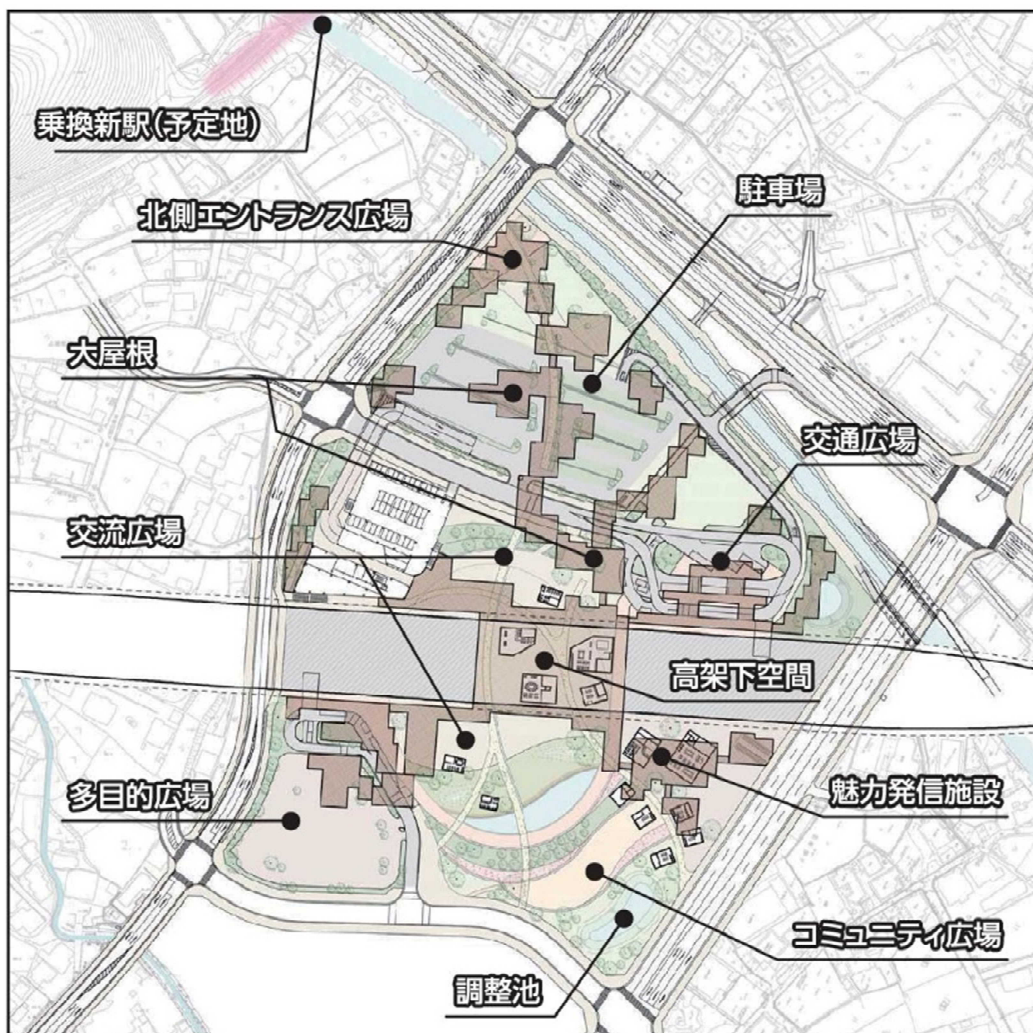 乗換新駅(予定地)
駐車場
北側エントランス広場
大屋根
交通広場
交流広場
高架下空間
多目的広場
魅力発信施設
コミュニティ広場
調整池